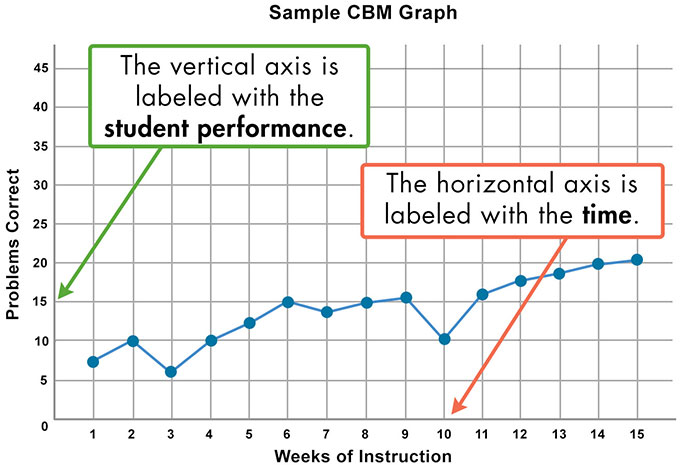 Sample CBM Graph
The vertical axis is
labeled with the
student performance.
The horizontal axis is
labeled with the time.
Problems Correct
45
40
35
30
25
20
15
10
5
0
1 2 3 4 5 6 7 8 9 10 11 12 13 14 15
Weeks of Instruction